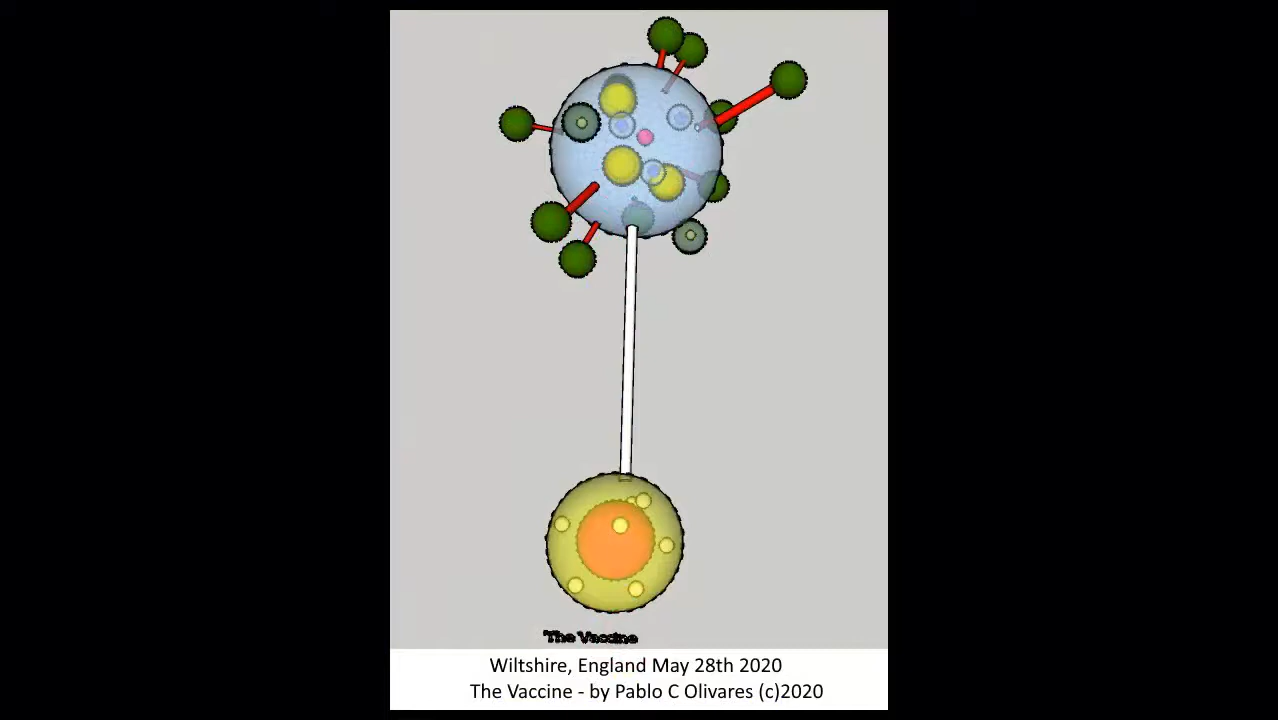 The Vaccine
Wiltshire, England May 28th 2020
The Vaccine - by Pablo C Olivares (c)2020